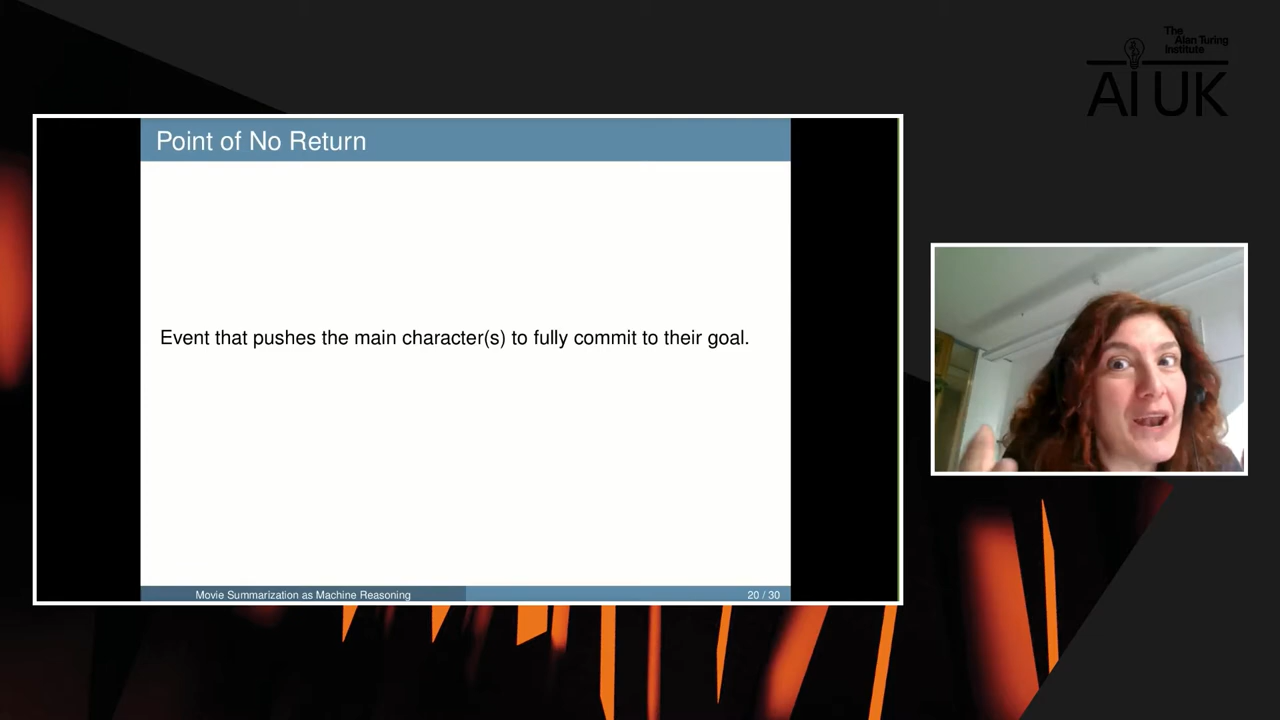 The
Alan Turing
Institute
AI UK
Point of No Return
Event that pushes the main character(s) to fully commit to their goal.
Movie Summarization as Machine Reasoning
20 / 30